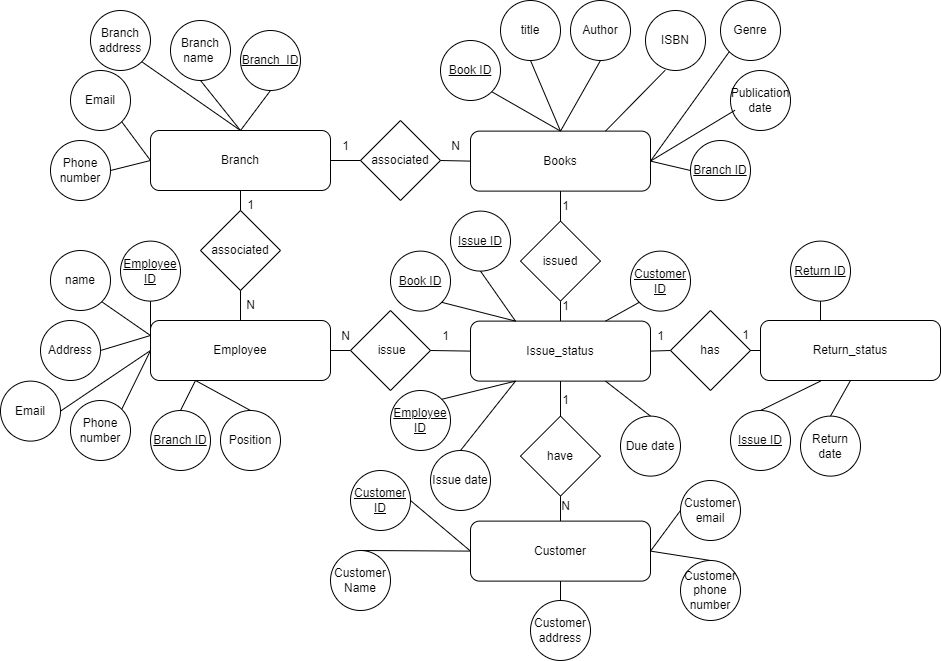 Branch
address
Branch
name
Branch_ID
Email
Phone
number
Branch
1
associated
N
title
Author
ISBN
Genre
Book ID
Publication
date
Branch ID
Books
1
associated
N
1
issued
1
name
Employee
ID
Address
Email
Phone
number
Branch ID
Position
Employee
N
issue
1
Book ID
Issue ID
Customer
ID
Issue_status
Employee
ID
Issue date
Due date
1
has
1
Return ID
Return_status
Issue ID
Return
date
1
have
N
Customer
ID
Customer
Name
Customer
Customer
email
Customer
phone
number
Customer
address